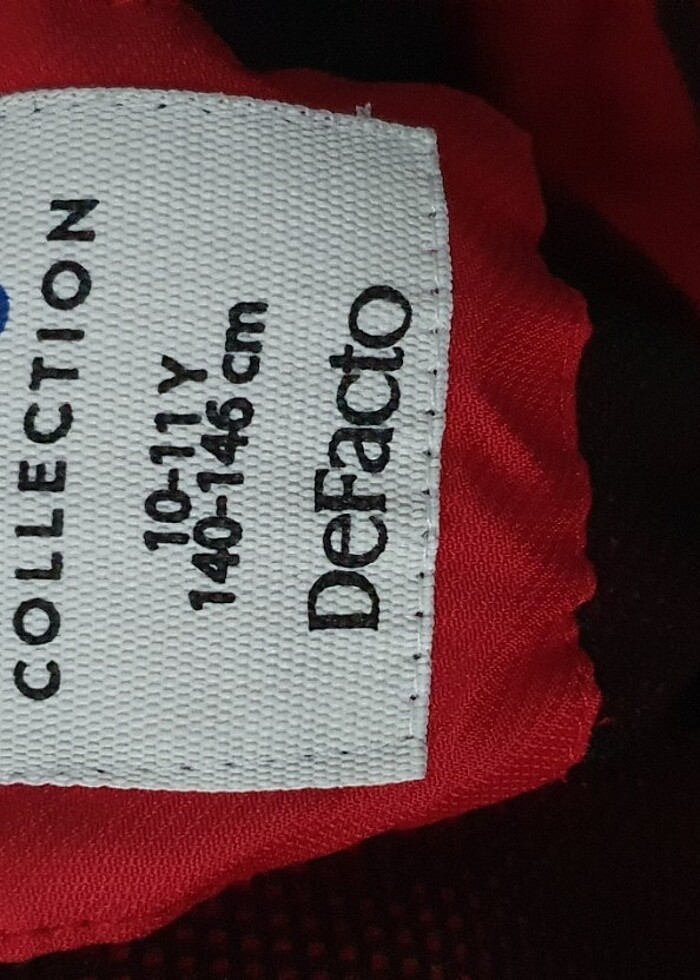 COLLECTION
10-11 Y
140-146 cm
DeFacto